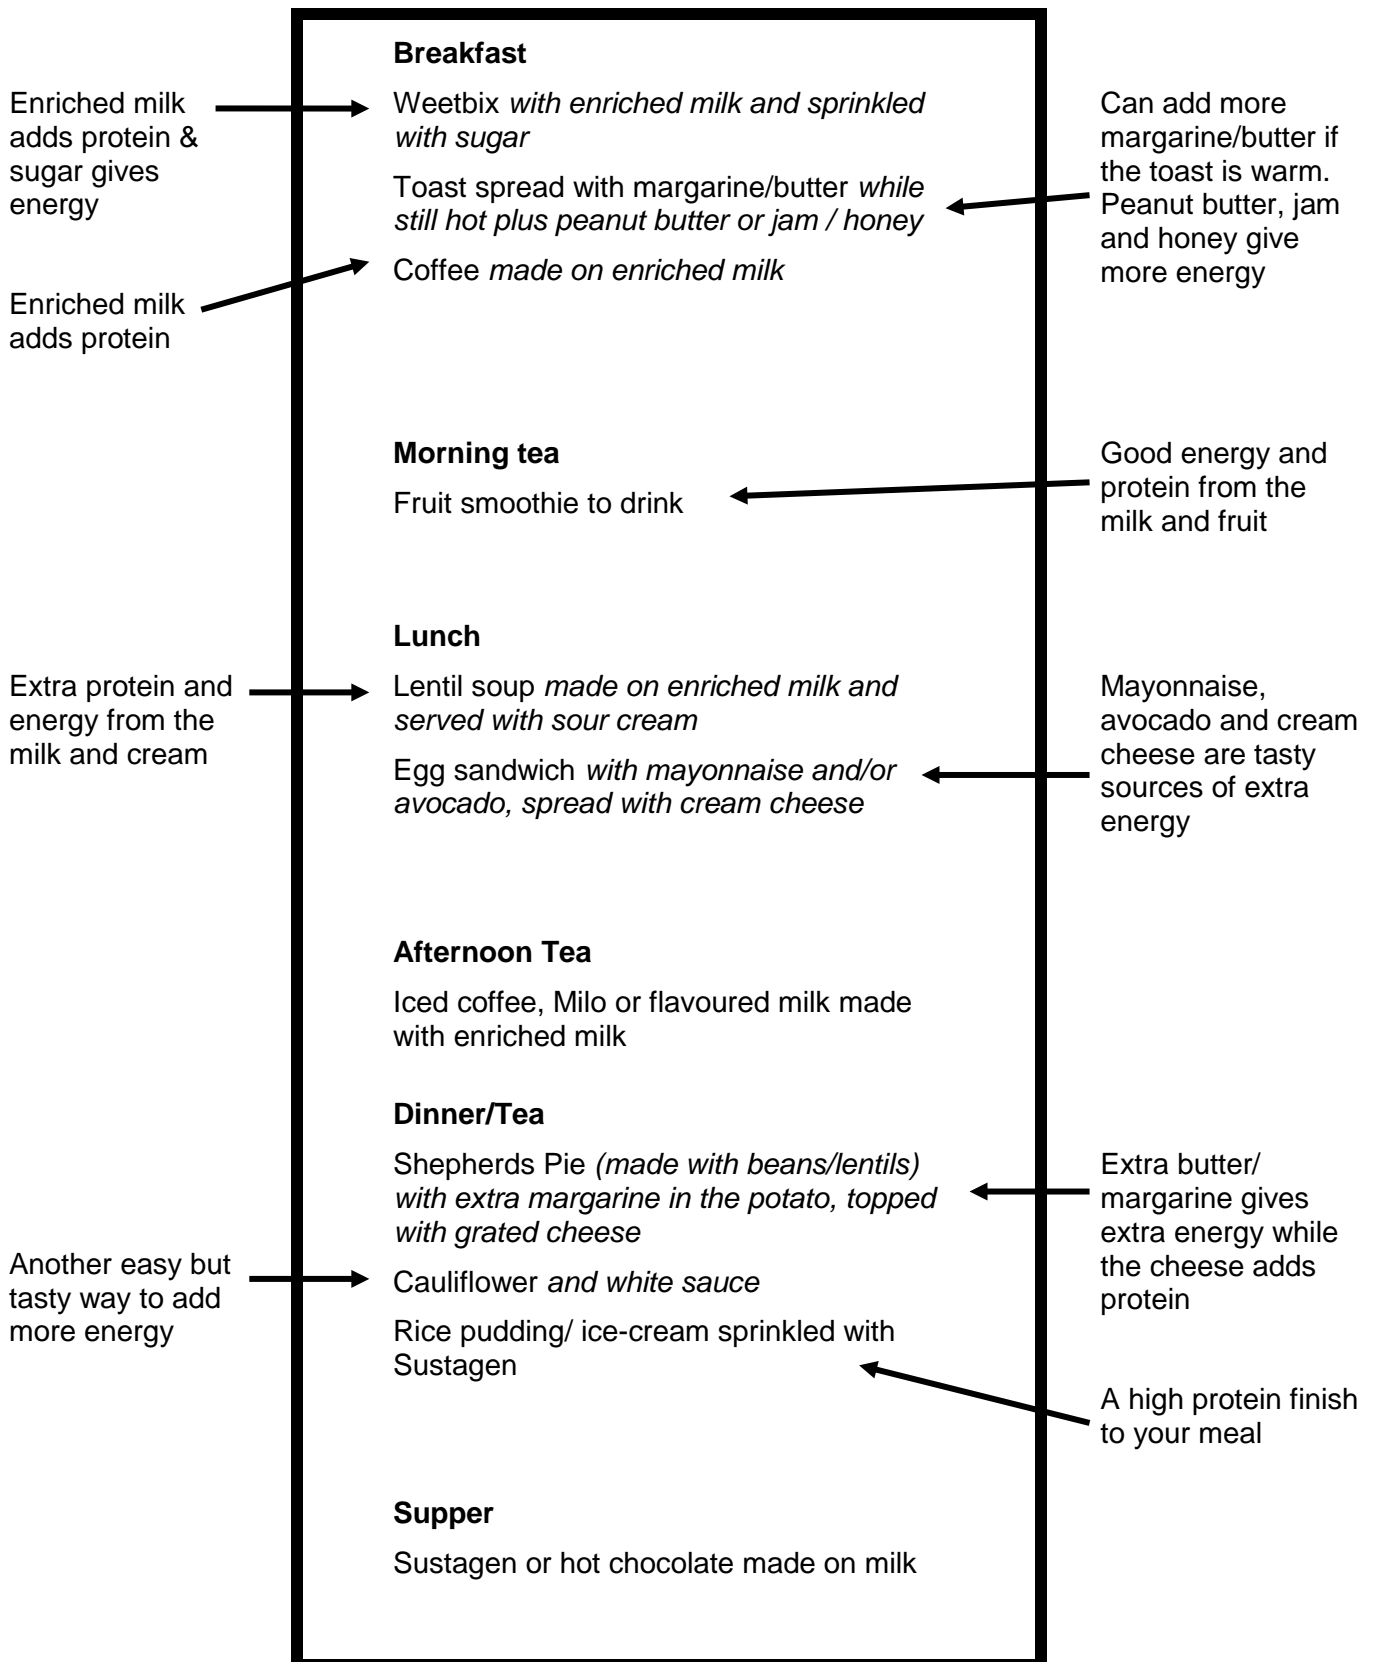 Breakfast
Enriched milk
adds protein &
sugar gives
energy
Weetbix with enriched milk and sprinkled
with sugar
Can add more
margarine/butter if
the toast is warm.
Peanut butter, jam
and honey give
more energy
Toast spread with margarine/butter while
still hot plus peanut butter or jam / honey
Coffee made on enriched milk
Enriched milk
adds protein
Morning tea
Fruit smoothie to drink
Good energy and
protein from the
milk and fruit
Lunch
Extra protein and
energy from the
milk and cream
Lentil soup made on enriched milk and
served with sour cream
Mayonnaise,
avocado and cream
cheese are tasty
sources of extra
energy
Egg sandwich with mayonnaise and/or
avocado, spread with cream cheese
Afternoon Tea
Iced coffee, Milo or flavoured milk made
with enriched milk
Dinner/Tea
Shepherds Pie (made with beans/lentils)
with extra margarine in the potato, topped
with grated cheese
Extra butter/
margarine gives
extra energy while
the cheese adds
protein
Another easy but
tasty way to add
more energy
Cauliflower and white sauce
Rice pudding/ ice-cream sprinkled with
Sustagen
A high protein finish
to your meal
Supper
Sustagen or hot chocolate made on milk